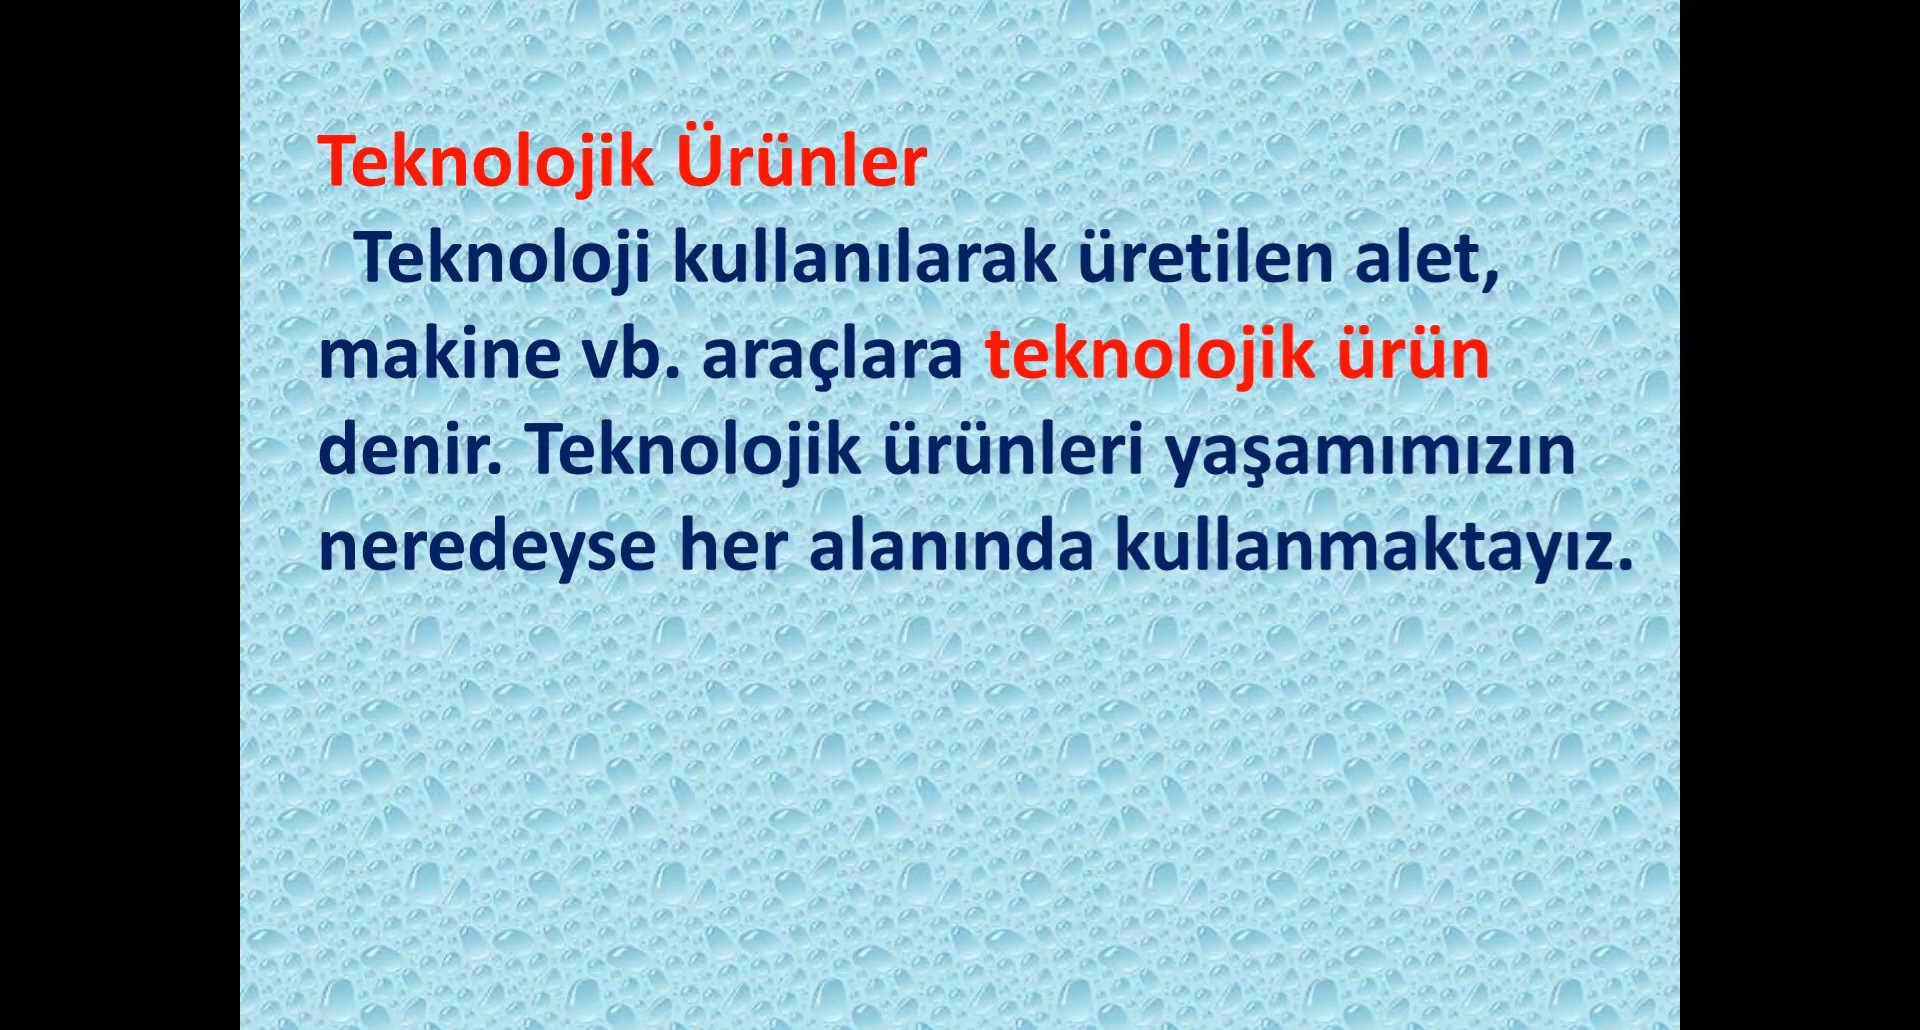 Teknolojik Ürünler
Teknoloji kullanılarak üretilen alet,
makine vb. araçlara teknolojik ürün
denir. Teknolojik ürünleri yaşamımızın
neredeyse her alanında kullanmaktayız.